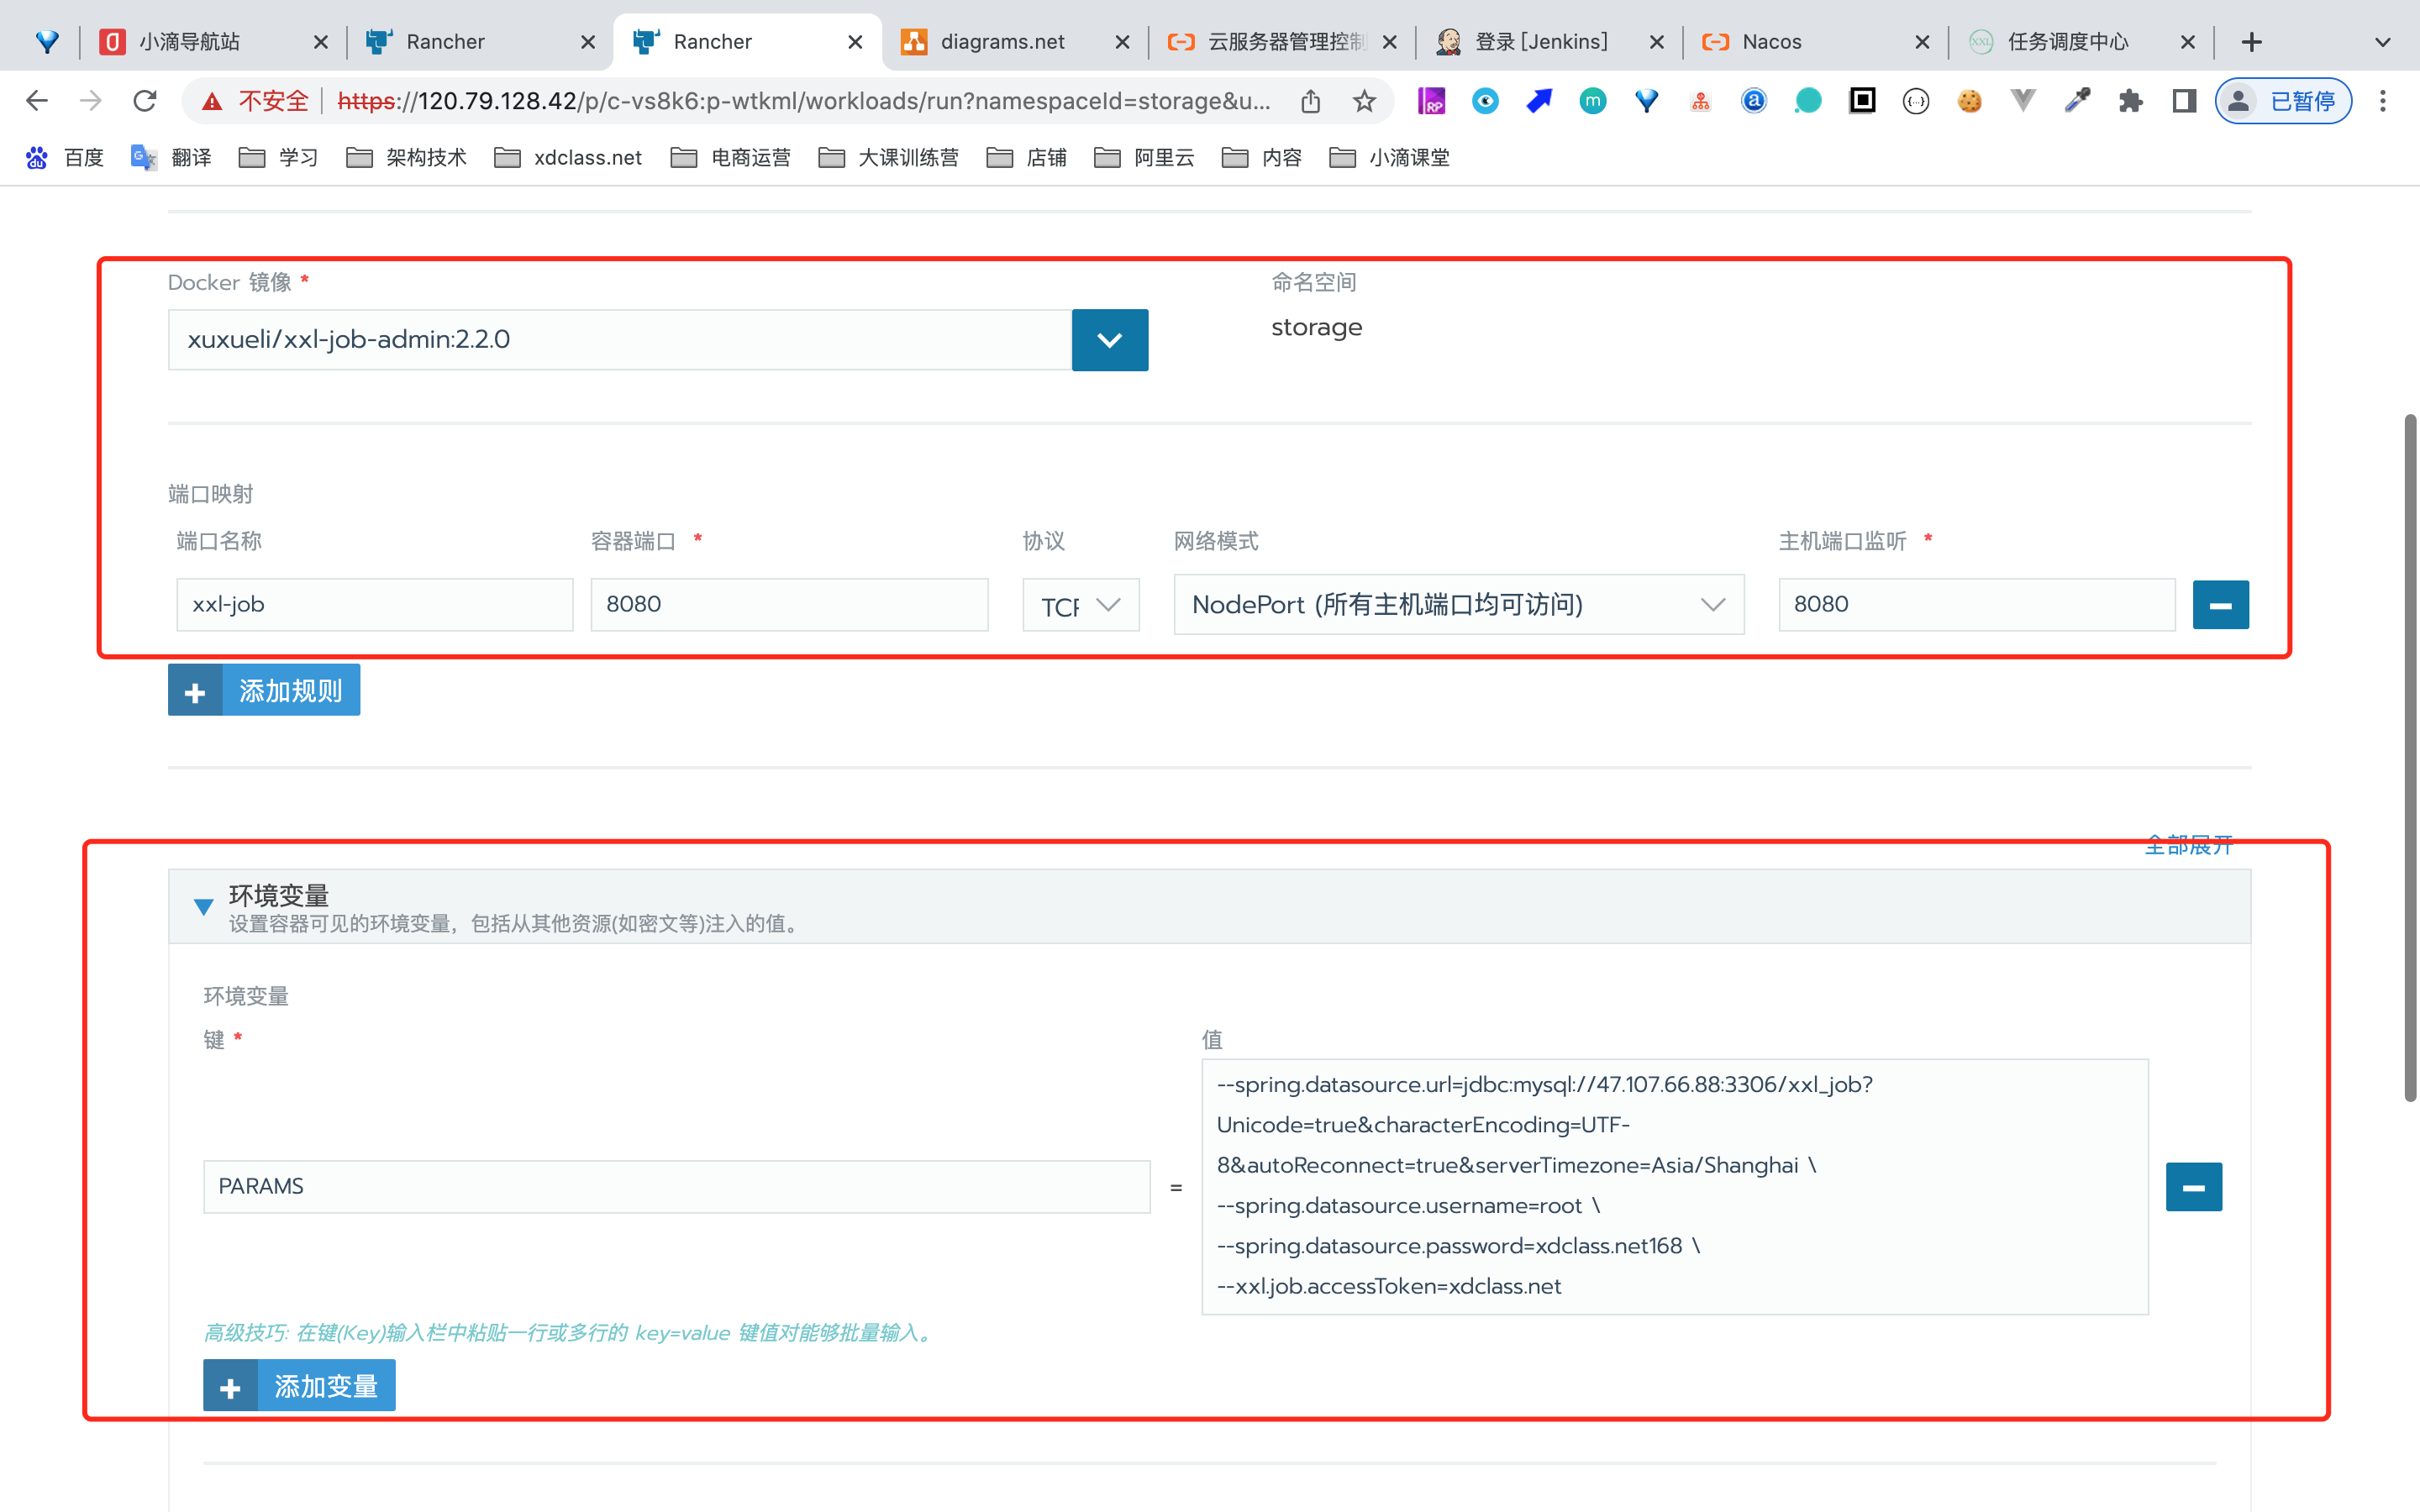 小滴导航站
Rancher
Rancher
diagrams.net
云服务器管理控制
登录 [Jenkins]
Nacos
任务调度中心
不安全 https://120.79.128.42/p/c-vs8k6:p-wtkml/workloads/run?namespaceId=storage&u...
已暂停
百度 翻译 学习 架构技术 xdclass.net 电商运营 大课训练营 店铺 阿里云 内容 小滴课堂
Docker 镜像 *
命名空间
xuxueli/xxl-job-admin:2.2.0
storage
端口映射
端口名称 容器端口 * 协议 网络模式 主机端口监听 *
xxl-job 8080 TCP NodePort (所有主机端口均可访问) 8080
添加规则
全部展开
环境变量
设置容器可见的环境变量，包括从其他资源(如密文等)注入的值。
环境变量
键 *
值
PARAMS
=
--spring.datasource.url=jdbc:mysql://47.107.66.88:3306/xxl_job?
Unicode=true&characterEncoding=UTF-
8&autoReconnect=true&serverTimezone=Asia/Shanghai \
--spring.datasource.username=root \
--spring.datasource.password=xdclass.net168 \
--xxl.job.accessToken=xdclass.net
高级技巧: 在键(Key)输入栏中粘贴一行或多行的 key=value 键值对能够批量输入。
添加变量